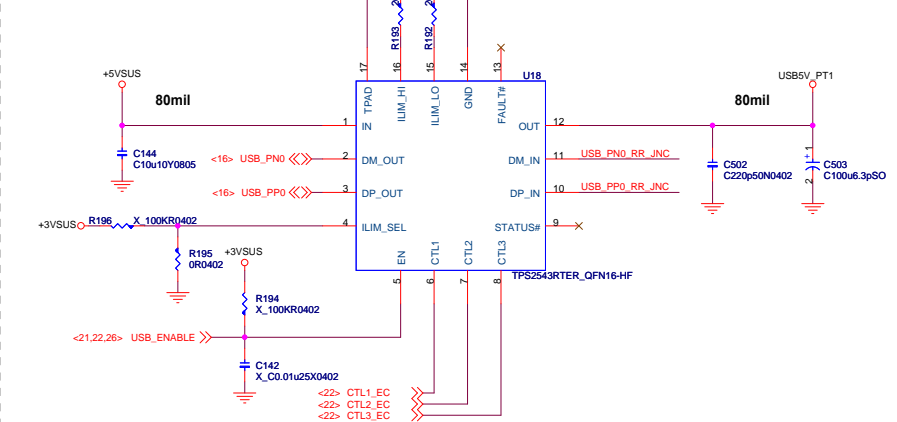 R193
R192
17
16
15
14
13
U18
+5VSUS
USB5V_PT1
80mil
80mil
TPAD
ILIM_HI
ILIM_LO
GND
FAULT#
1
IN
OUT
12
C144
C10u10Y0805
<16> USB_PN0
2
DM_OUT
DM_IN
11
USB_PN0_RR_JNC
C502
C220p50N0402
+
1
2
C503
C100u6.3pSO
<16> USB_PP0
3
DP_OUT
DP_IN
10
USB_PP0_RR_JNC
+3VSUS
R196
X_100KR0402
4
ILIM_SEL
STATUS#
9
R195
0R0402
+3VSUS
EN
CTL1
CTL2
CTL3
5
6
7
8
TPS2543RTER_QFN16-HF
R194
X_100KR0402
<21,22,26> USB_ENABLE
C142
X_C0.01u25X0402
<22> CTL1_EC
<22> CTL2_EC
<22> CTL3_EC